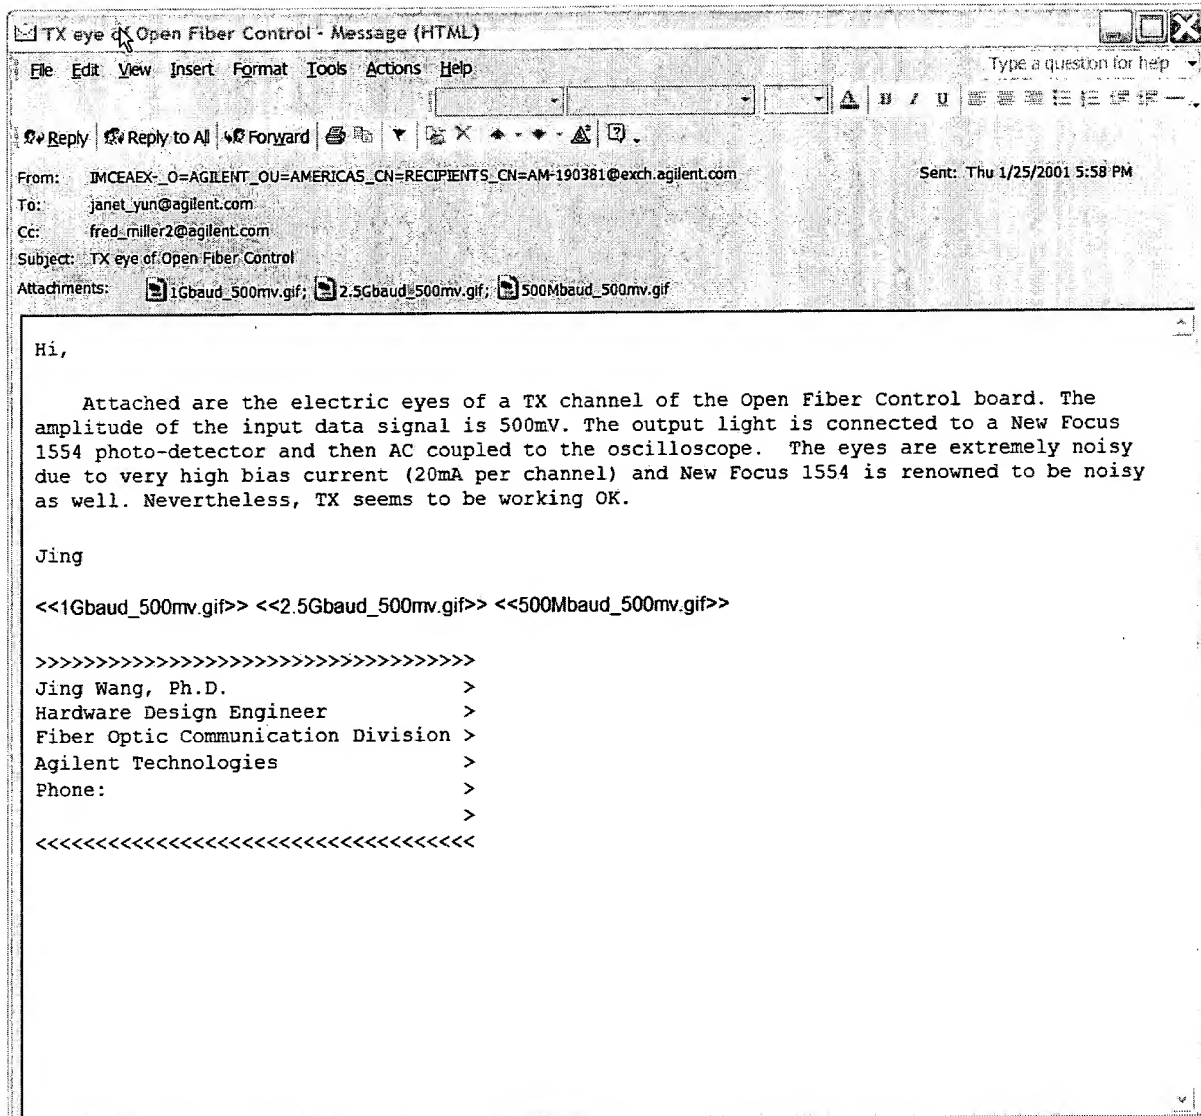 TX eye of Open Fiber Control - Message (HTML)
File Edit View Insert Format Tools Actions Help Type a question for help
A B I U
Reply Reply to All Forward
From: IMCEAEX-_O=AGILENT_OU=AMERICAS_CN=RECIPIENTS_CN=AM-190381@exch.agilent.com Sent: Thu 1/25/2001 5:58 PM
To: janet_yun@agilent.com
Cc: fred_miller2@agilent.com
Subject: TX eye of Open Fiber Control
Attachments: 1Gbaud_500mv.gif; 2.5Gbaud_500mv.gif; 500Mbaud_500mv.gif
Hi,
Attached are the electric eyes of a TX channel of the Open Fiber Control board. The
amplitude of the input data signal is 500mV. The output light is connected to a New Focus
1554 photo-detector and then AC coupled to the oscilloscope. The eyes are extremely noisy
due to very high bias current (20mA per channel) and New Focus 1554 is renowned to be noisy
as well. Nevertheless, TX seems to be working OK.
Jing
<<1Gbaud_500mv.gif>> <<2.5Gbaud_500mv.gif>> <<500Mbaud_500mv.gif>>
>>>>>>>>>>>>>>>>>>>>>>>>>>>>>>>>>>>>
Jing Wang, Ph.D. >
Hardware Design Engineer >
Fiber Optic Communication Division >
Agilent Technologies >
Phone: >
>
<<<<<<<<<<<<<<<<<<<<<<<<<<<<<<<<<<<<